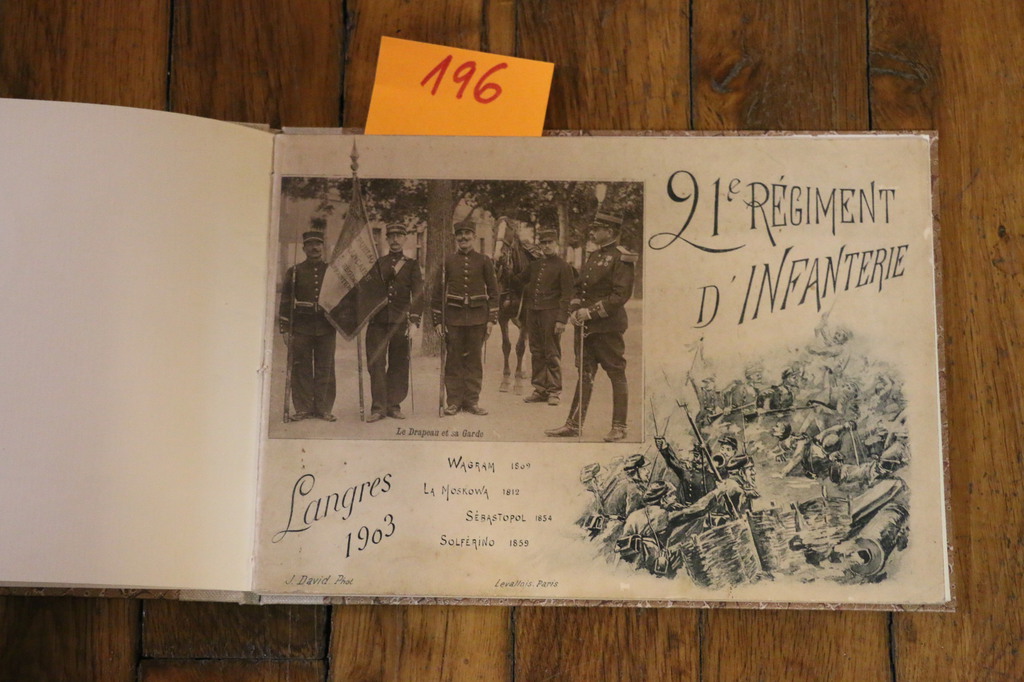 196
21e RÉGIMENT
D'INFANTERIE
Le Drapeau et sa Garde
Langres
1903
WAGRAM 1809
LA MOSKOWA 1812
SÉBASTOPOL 1854
SOLFÉRINO 1859
J. David, Phot
Levallois, Paris